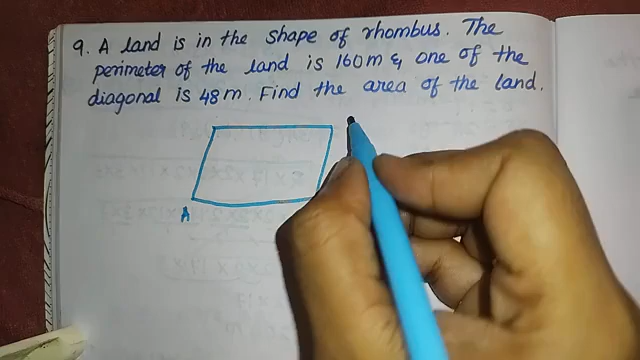 9. A land is in the shape of rhombus. The
perimeter of the land is 160m & one of the
diagonal is 48m. Find the area of the land.
A